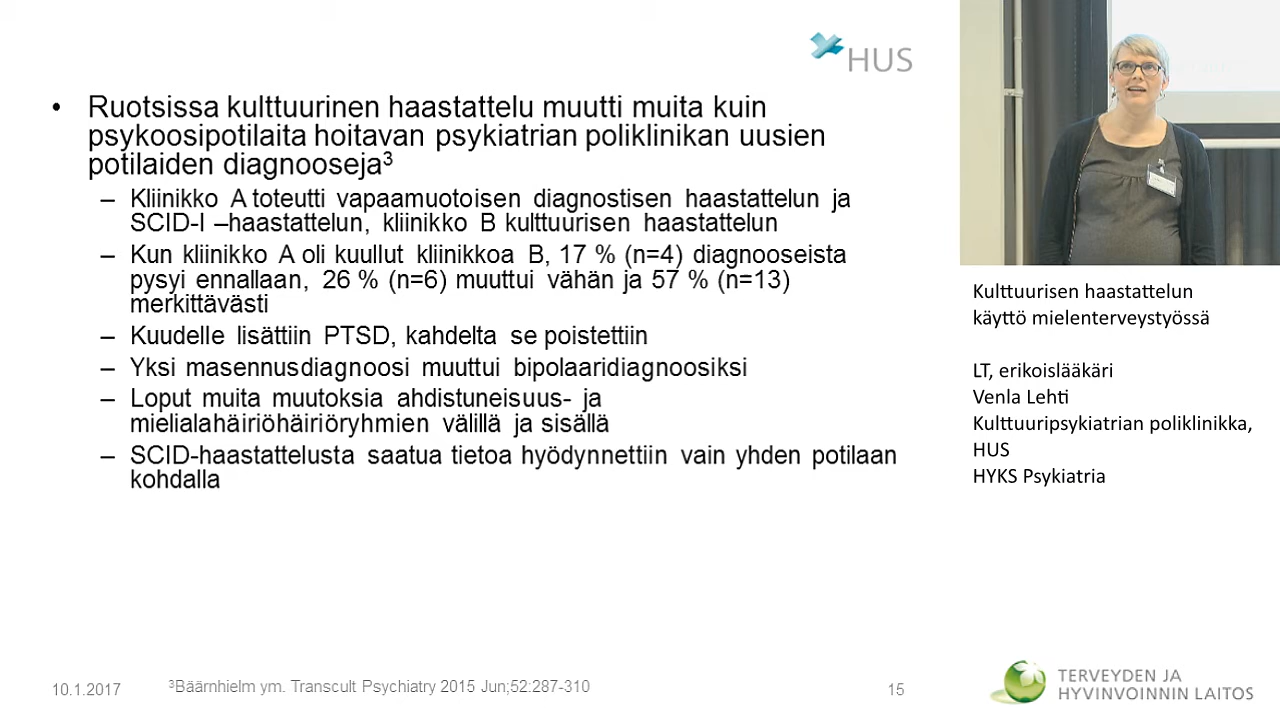 HUS
• Ruotsissa kulttuurinen haastattelu muutti muita kuin
psykoosipotilaita hoitavan psykiatrian poliklinikan uusien
potilaiden diagnooseja³
– Kliinikko A toteutti vapaamuotoisen diagnostisen haastattelun ja
SCID-I –haastattelun, kliinikko B kulttuurisen haastattelun
– Kun kliinikko A oli kuullut kliinikkoa B, 17 % (n=4) diagnooseista
pysyi ennallaan, 26 % (n=6) muuttui vähän ja 57 % (n=13)
merkittävästi
– Kuudelle lisättiin PTSD, kahdelta se poistettiin
– Yksi masennusdiagnoosi muuttui bipolaaridiagnoosiksi
– Loput muita muutoksia ahdistuneisuus- ja
mielialahäiriöhäiriöryhmien välillä ja sisällä
– SCID-haastattelusta saatua tietoa hyödynnettiin vain yhden potilaan
kohdalla
10.1.2017
³Bäärnhielm ym. Transcult Psychiatry 2015 Jun;52:287-310
15
Kulttuurisen haastattelun
käyttö mielenterveystyössä
LT, erikoislääkäri
Venla Lehti
Kulttuuripsykiatrian poliklinikka,
HUS
HYKS Psykiatria
TERVEYDEN JA
HYVINVOINNIN LAITOS